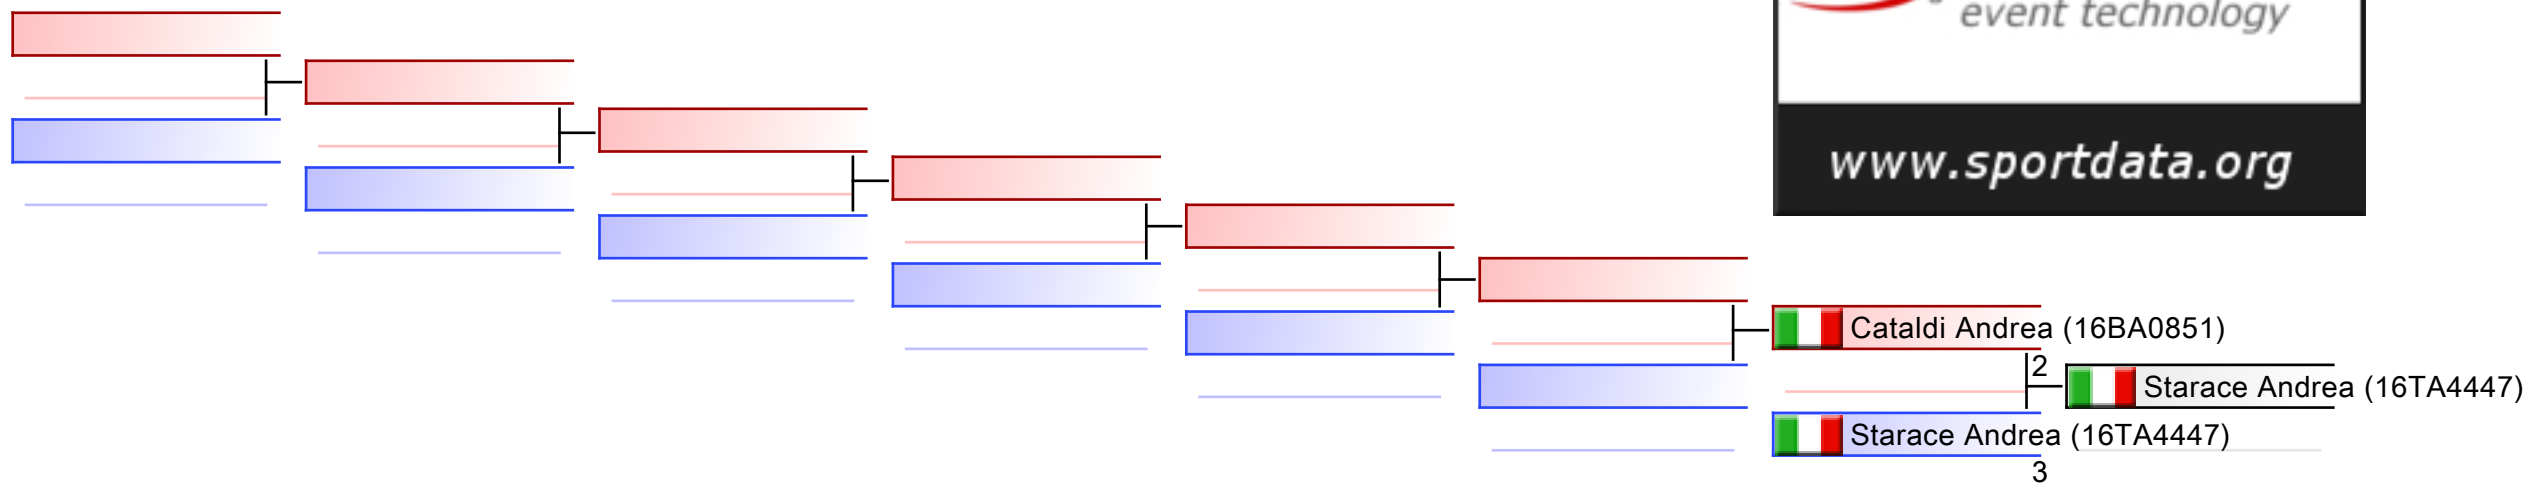 event technology
www.sportdata.org
Cataldi Andrea (16BA0851)
2
Starace Andrea (16TA4447)
Starace Andrea (16TA4447)
3